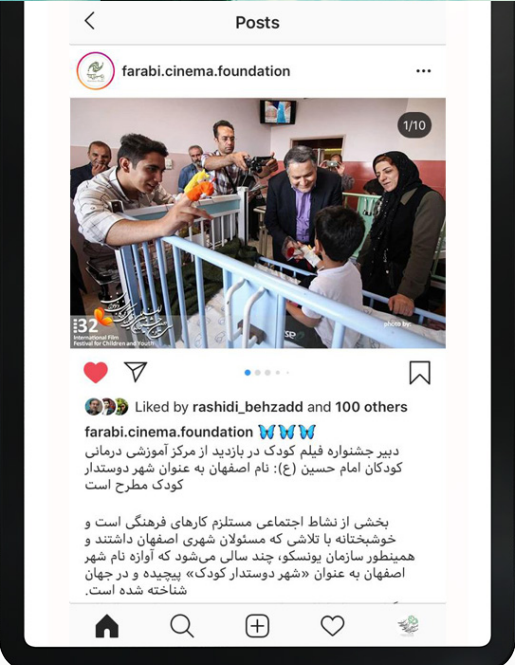 Posts
farabi.cinema.foundation
1/10
32
International Film
Festival for Children and Youth
photo by:
Liked by rashidi_behzadd and 100 others
farabi.cinema.foundation 🦋🦋🦋
دبیر جشنواره فیلم کودک در بازدید از مرکز آموزشی درمانی
کودکان امام حسین (ع): نام اصفهان به عنوان شهر دوستدار
کودک مطرح است
بخشی از نشاط اجتماعی مستلزم کارهای فرهنگی است و
خوشبختانه با تلاشی که مسئولان شهری اصفهان داشتند و
همینطور سازمان یونسکو، چند سالی می‌شود که آوازه نام شهر
اصفهان به عنوان «شهر دوستدار کودک» پیچیده و در جهان
شناخته شده است.